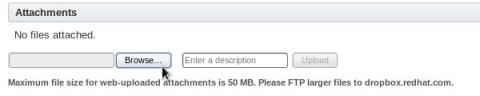 Attachments
No files attached.
Browse... Enter a description Upload
Maximum file size for web-uploaded attachments is 50 MB. Please FTP larger files to dropbox.redhat.com.